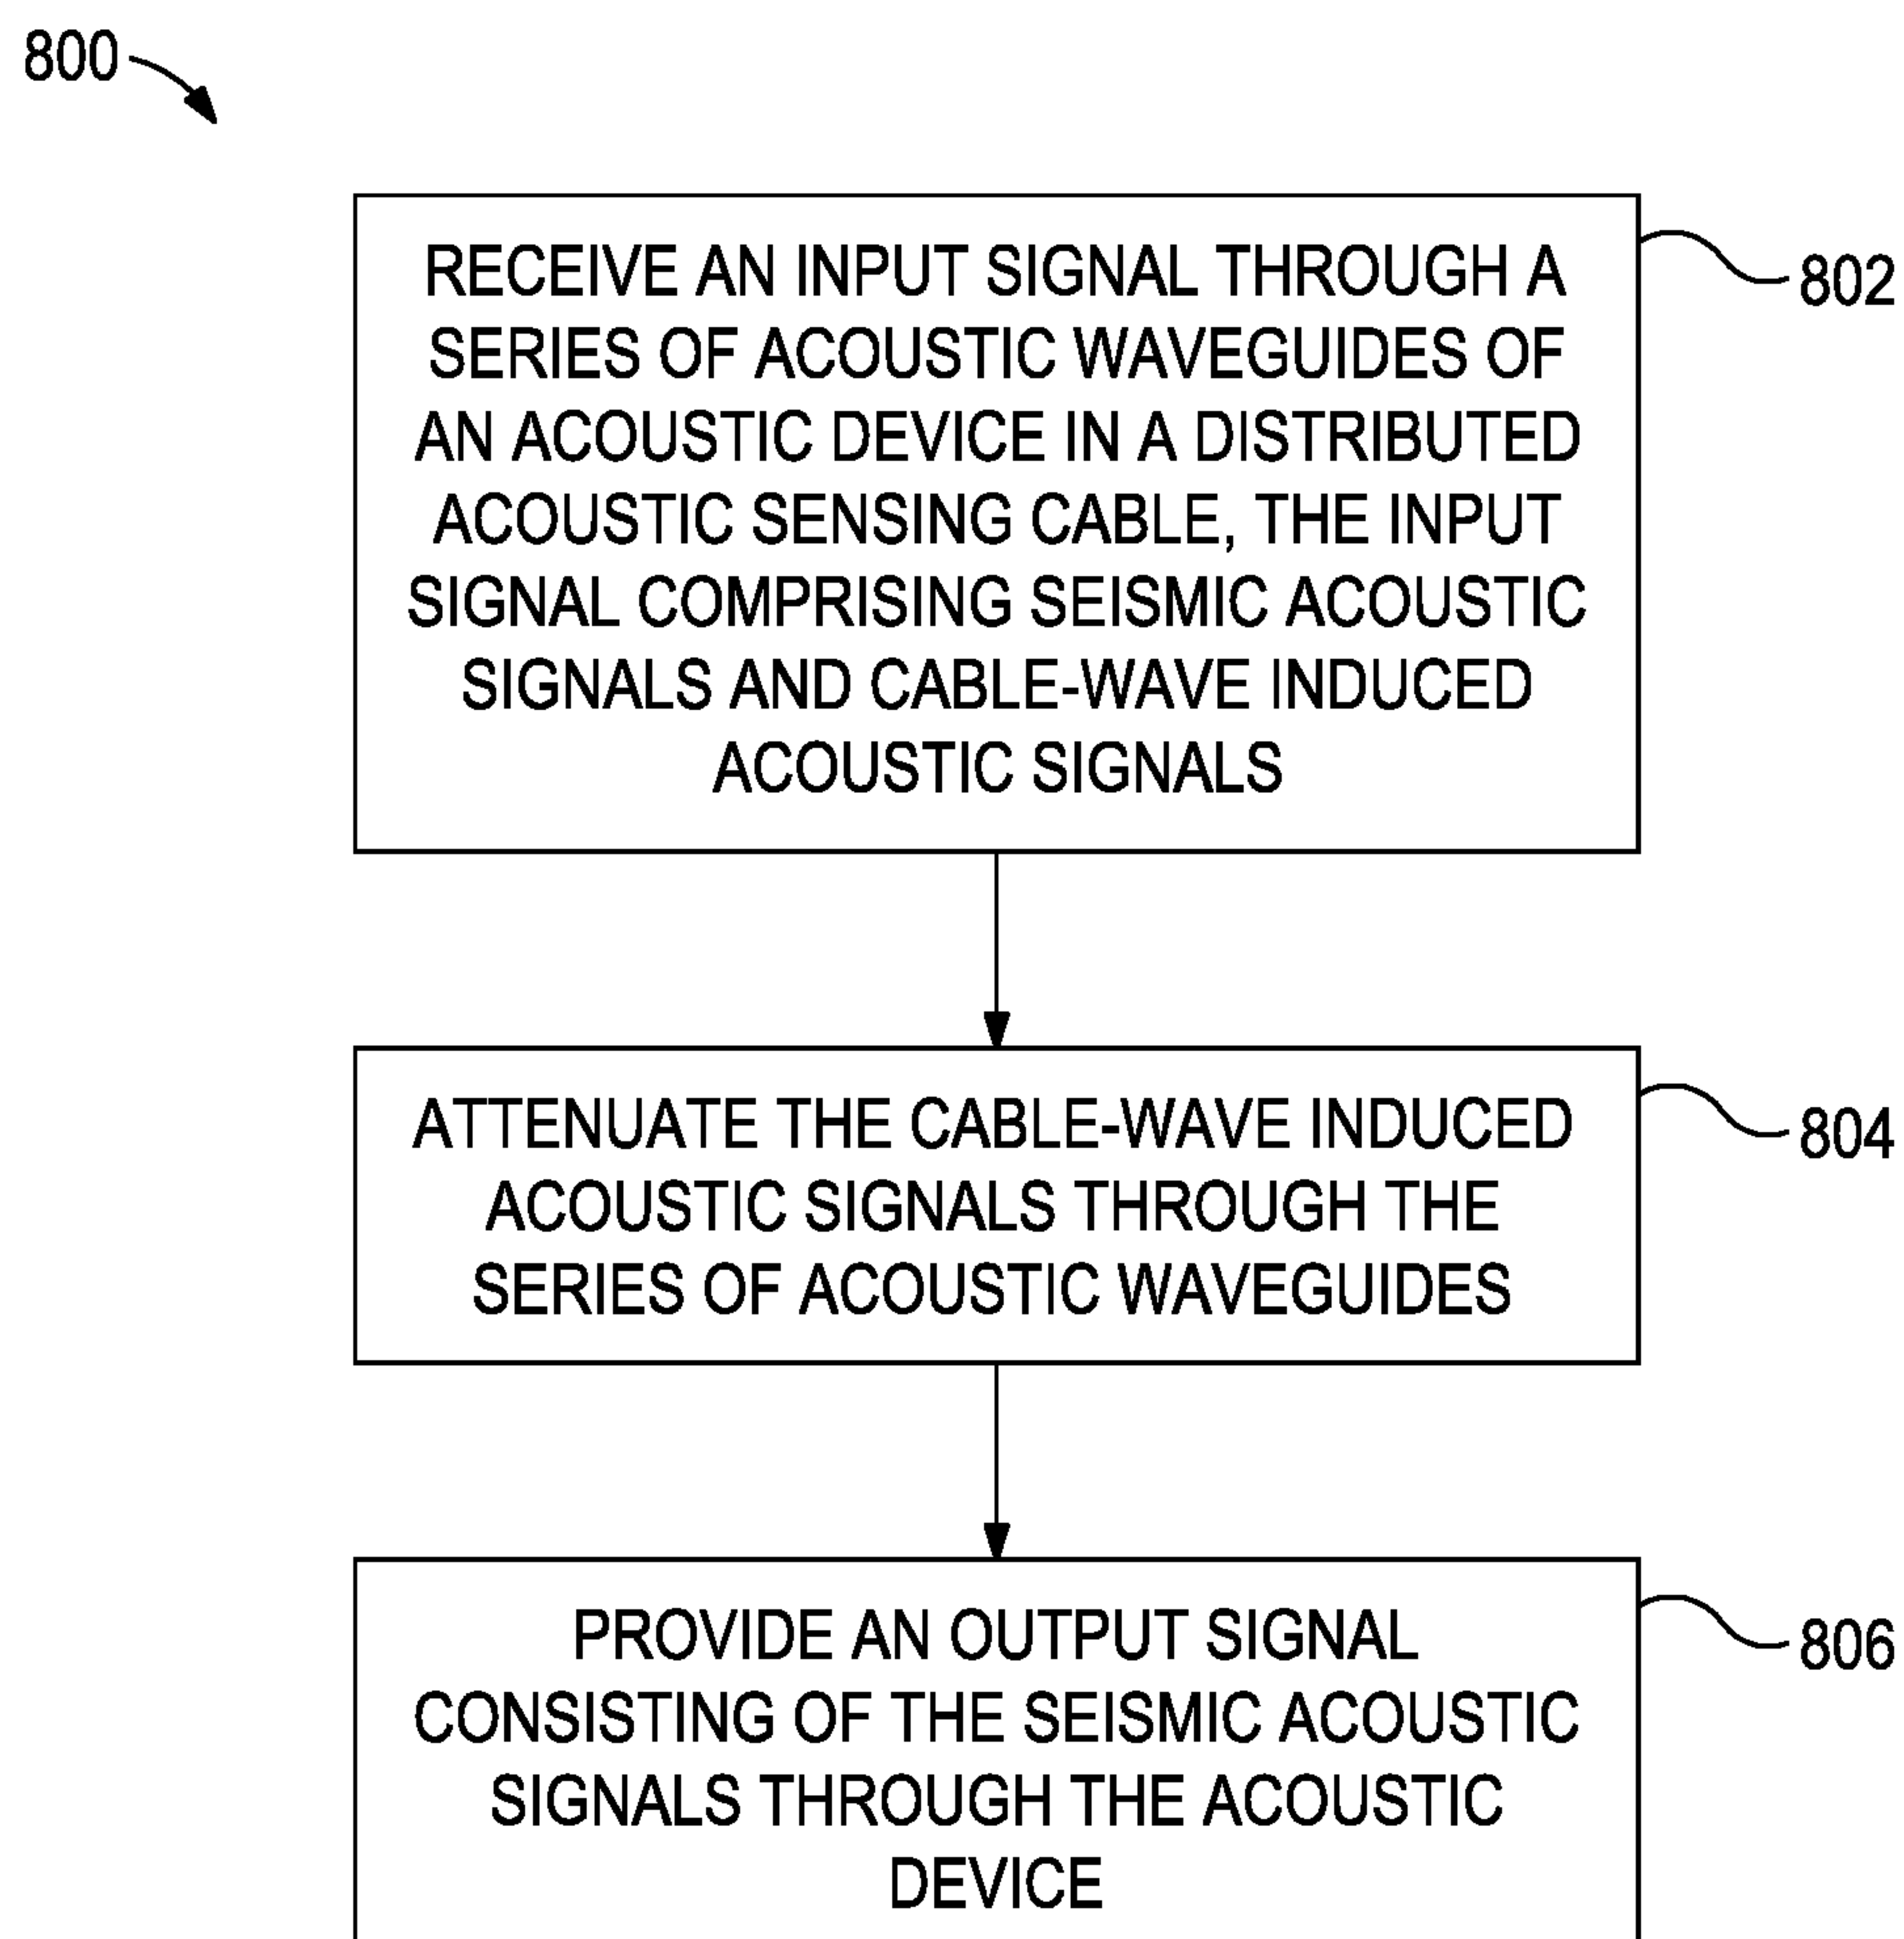 800
RECEIVE AN INPUT SIGNAL THROUGH A
SERIES OF ACOUSTIC WAVEGUIDES OF
AN ACOUSTIC DEVICE IN A DISTRIBUTED
ACOUSTIC SENSING CABLE, THE INPUT
SIGNAL COMPRISING SEISMIC ACOUSTIC
SIGNALS AND CABLE-WAVE INDUCED
ACOUSTIC SIGNALS
802
ATTENUATE THE CABLE-WAVE INDUCED
ACOUSTIC SIGNALS THROUGH THE
SERIES OF ACOUSTIC WAVEGUIDES
804
PROVIDE AN OUTPUT SIGNAL
CONSISTING OF THE SEISMIC ACOUSTIC
SIGNALS THROUGH THE ACOUSTIC
DEVICE
806